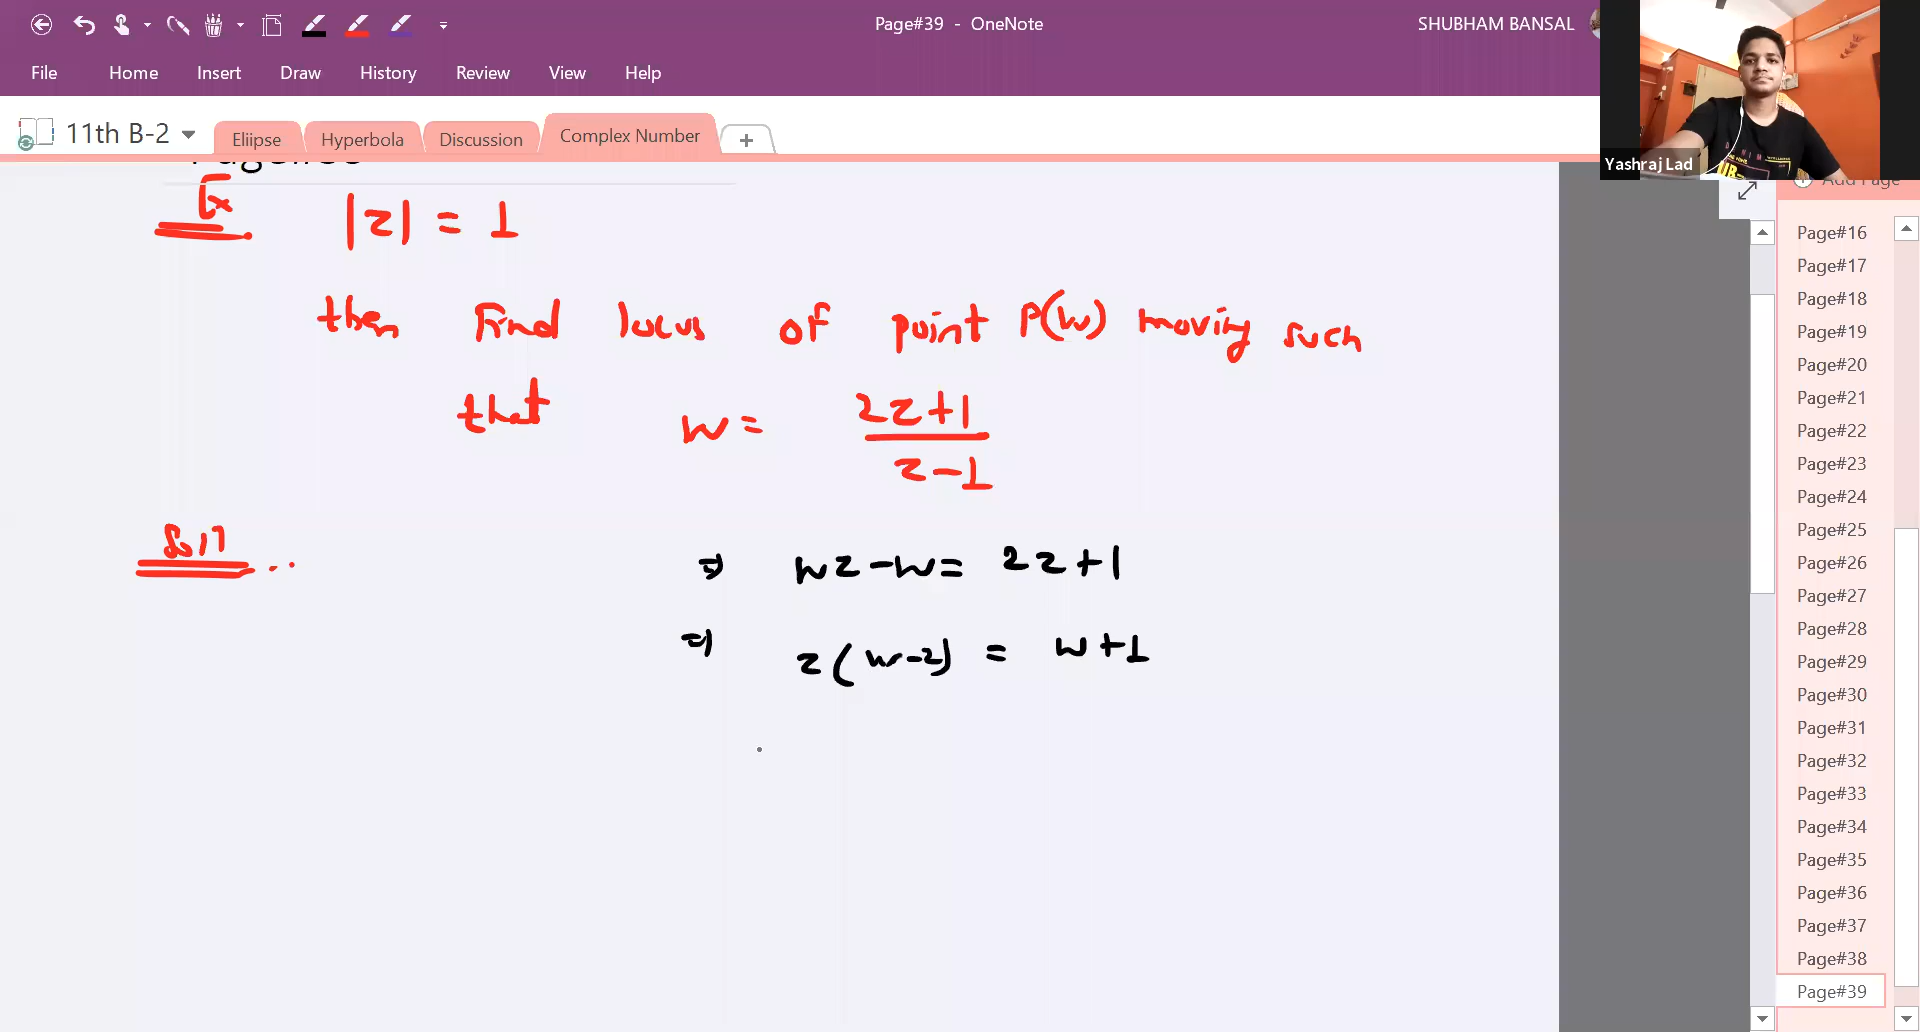 Page#39 - OneNote
SHUBHAM BANSAL
File Home Insert Draw History Review View Help
11th B-2 Eliipse Hyperbola Discussion Complex Number +
Yashraj Lad
Add Page
Ex |z| = 1
then Find locus of point P(w) moving such
that w = \frac{2z+1}{z-1}
Sol^n ..
⇒ wz - w = 2z + 1
⇒ z(w-2) = w + 1
Page#16
Page#17
Page#18
Page#19
Page#20
Page#21
Page#22
Page#23
Page#24
Page#25
Page#26
Page#27
Page#28
Page#29
Page#30
Page#31
Page#32
Page#33
Page#34
Page#35
Page#36
Page#37
Page#38
Page#39